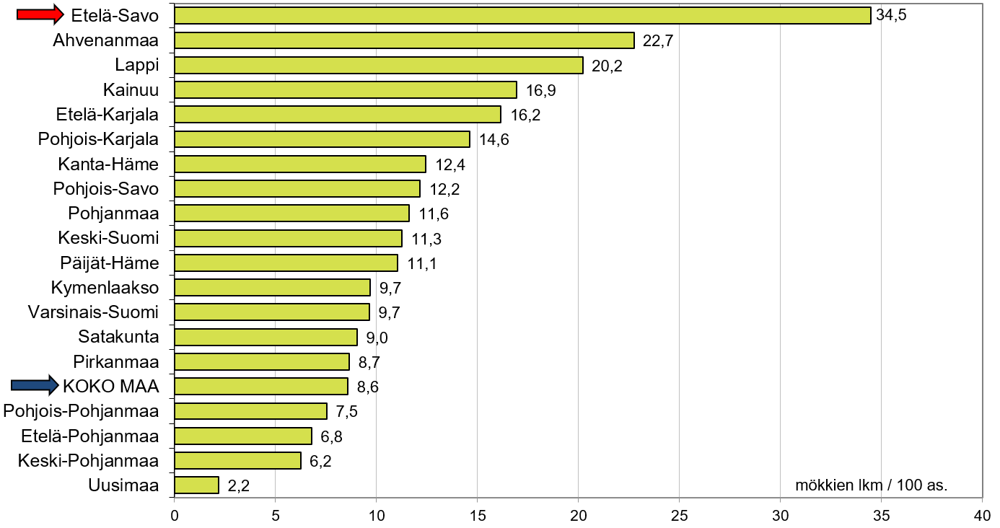 Etelä-Savo 34,5
Ahvenanmaa 22,7
Lappi 20,2
Kainuu 16,9
Etelä-Karjala 16,2
Pohjois-Karjala 14,6
Kanta-Häme 12,4
Pohjois-Savo 12,2
Pohjanmaa 11,6
Keski-Suomi 11,3
Päijät-Häme 11,1
Kymenlaakso 9,7
Varsinais-Suomi 9,7
Satakunta 9,0
Pirkanmaa 8,7
KOKO MAA 8,6
Pohjois-Pohjanmaa 7,5
Etelä-Pohjanmaa 6,8
Keski-Pohjanmaa 6,2
Uusimaa 2,2
mökkien lkm / 100 as.
0 5 10 15 20 25 30 35 40